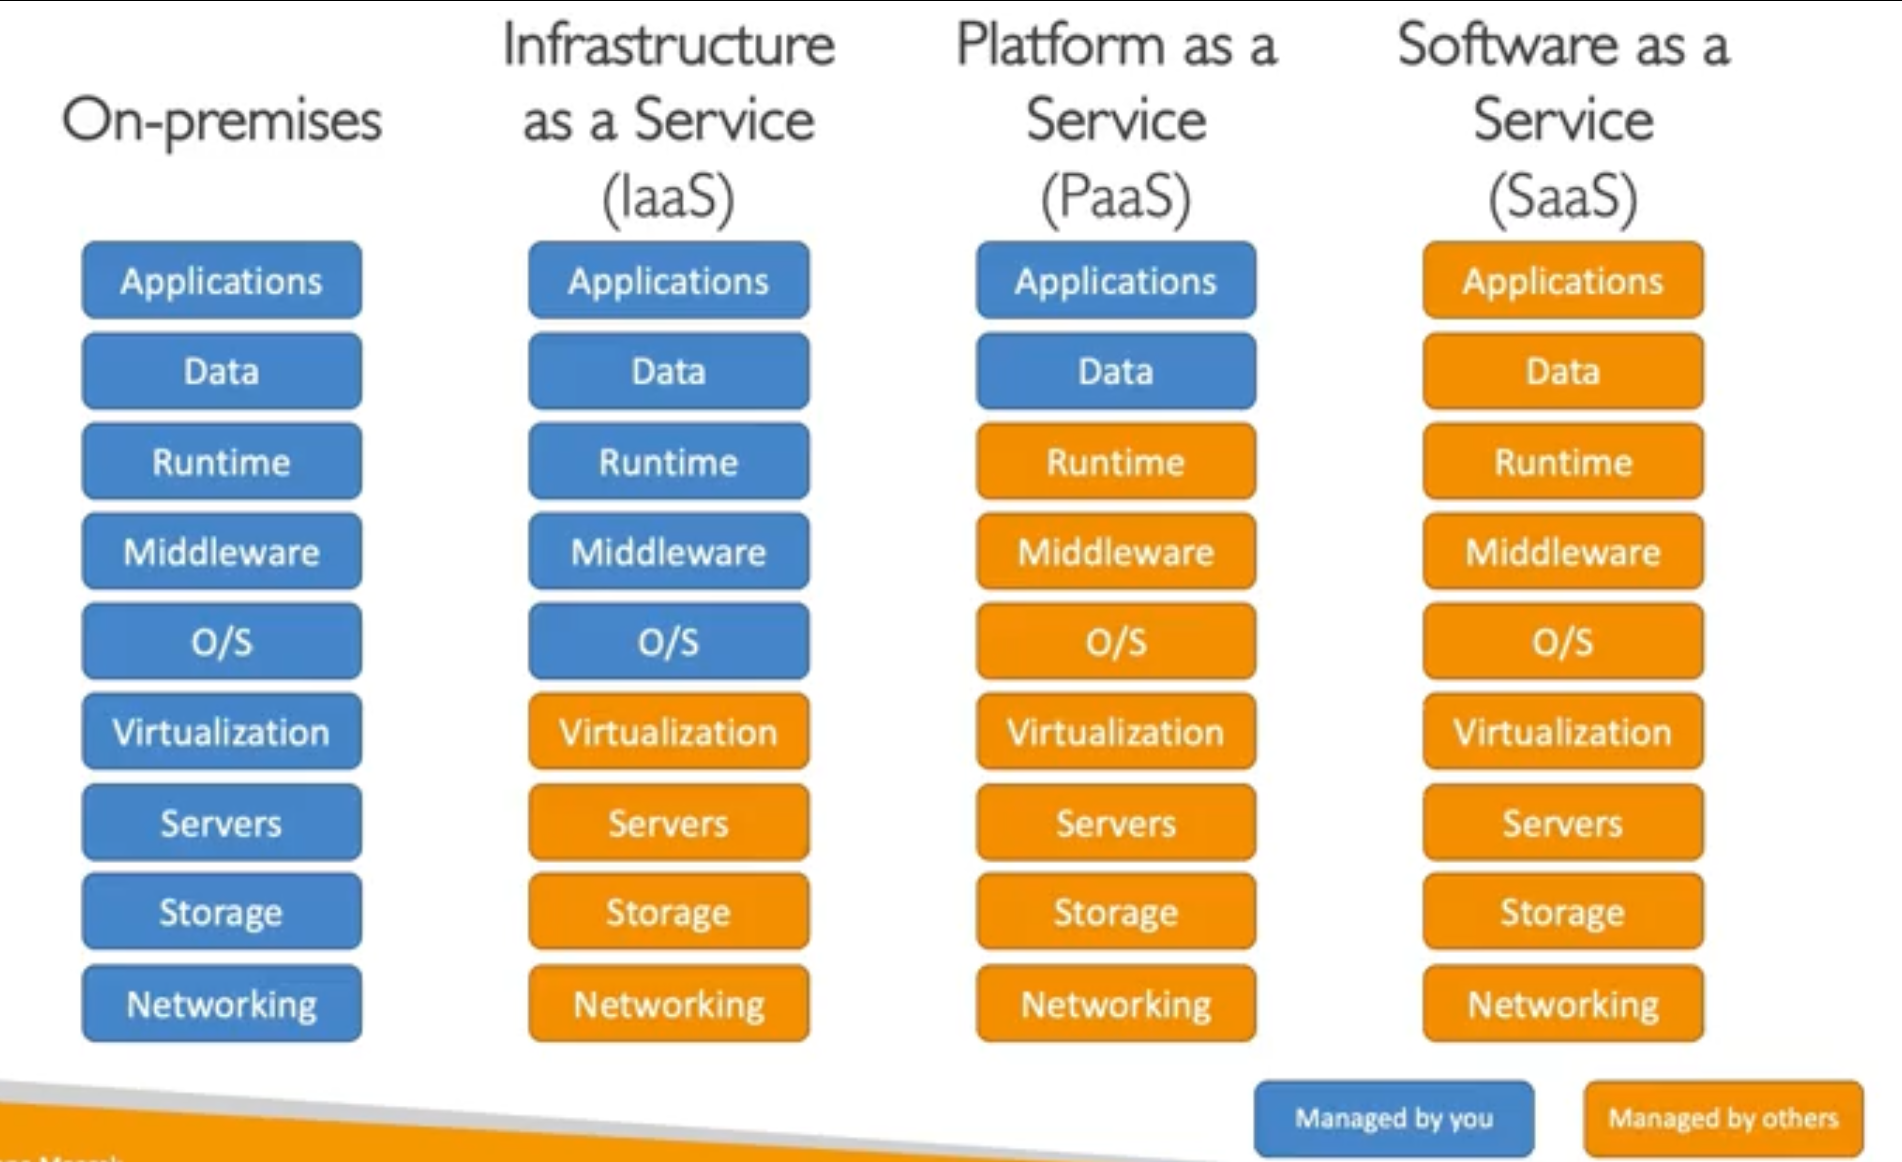 On-premises
Infrastructure
as a Service
(IaaS)
Platform as a
Service
(PaaS)
Software as a
Service
(SaaS)
Applications
Data
Runtime
Middleware
O/S
Virtualization
Servers
Storage
Networking
Applications
Data
Runtime
Middleware
O/S
Virtualization
Servers
Storage
Networking
Applications
Data
Runtime
Middleware
O/S
Virtualization
Servers
Storage
Networking
Applications
Data
Runtime
Middleware
O/S
Virtualization
Servers
Storage
Networking
Managed by you
Managed by others